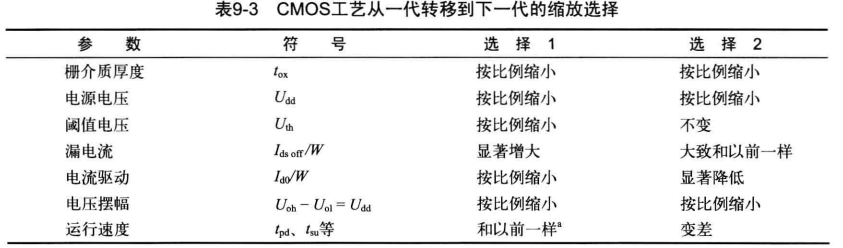 表9-3 CMOS工艺从一代转移到下一代的缩放选择
参 数 符 号 选 择 1 选 择 2
栅介质厚度 tox 按比例缩小 按比例缩小
电源电压 Udd 按比例缩小 按比例缩小
阈值电压 Uth 按比例缩小 不变
漏电流 Ids off/W 显著增大 大致和以前一样
电流驱动 Id0/W 按比例缩小 显著降低
电压摆幅 Uoh − Uol = Udd 按比例缩小 按比例缩小
运行速度 tpd、tsu等 和以前一样a 变差